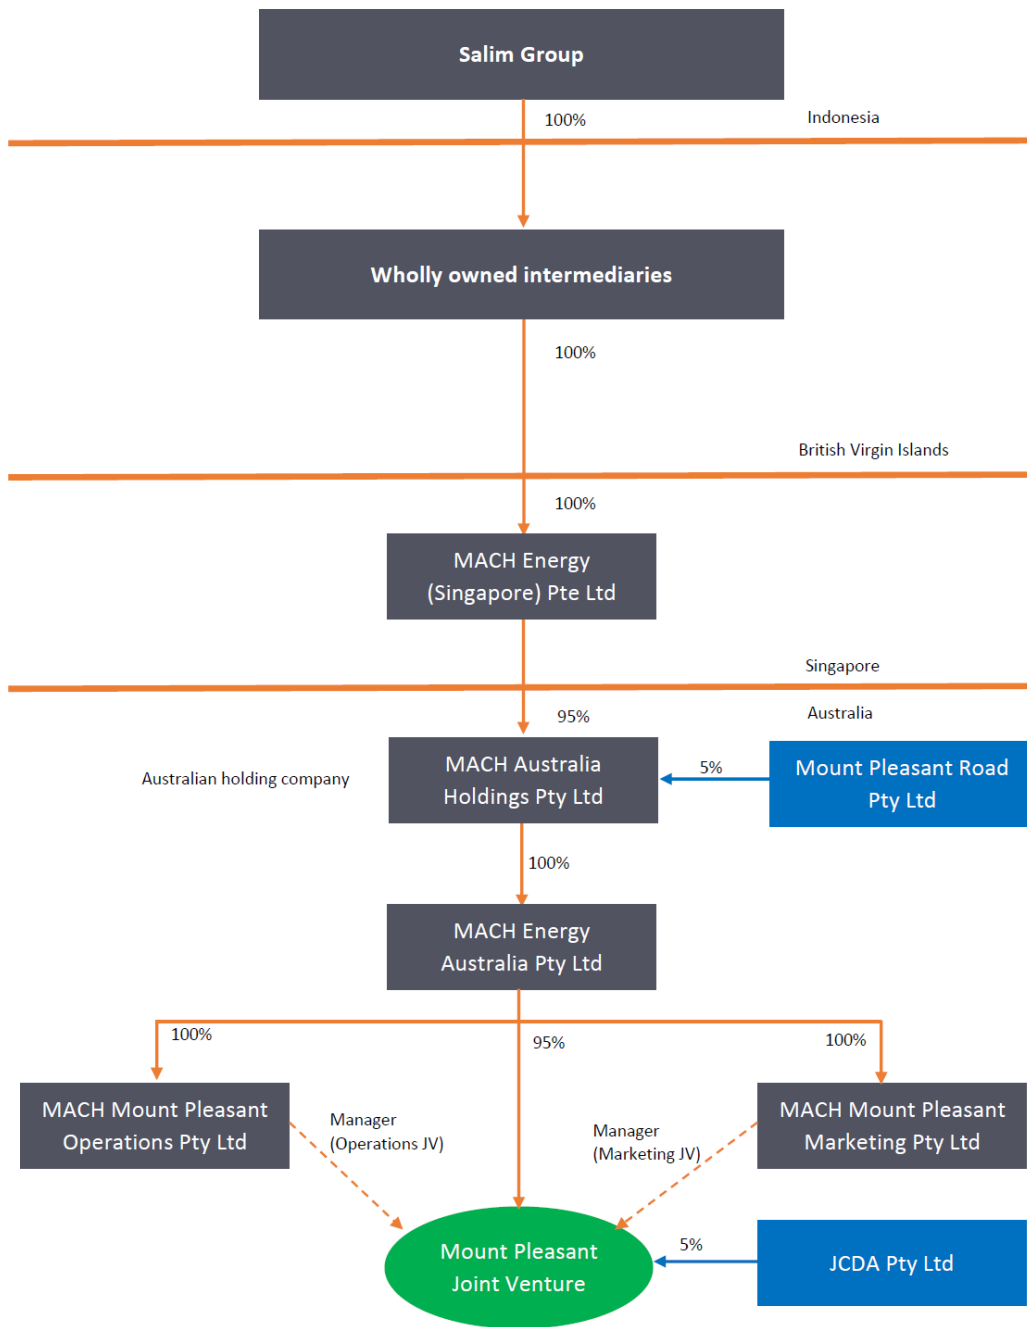 Salim Group
100%
Indonesia
Wholly owned intermediaries
100%
British Virgin Islands
100%
MACH Energy
(Singapore) Pte Ltd
Singapore
95%
Australia
Australian holding company
MACH Australia
Holdings Pty Ltd
5%
Mount Pleasant Road
Pty Ltd
100%
MACH Energy
Australia Pty Ltd
100%
95%
100%
MACH Mount Pleasant
Operations Pty Ltd
Manager
(Operations JV)
Manager
(Marketing JV)
MACH Mount Pleasant
Marketing Pty Ltd
Mount Pleasant
Joint Venture
5%
JCDA Pty Ltd